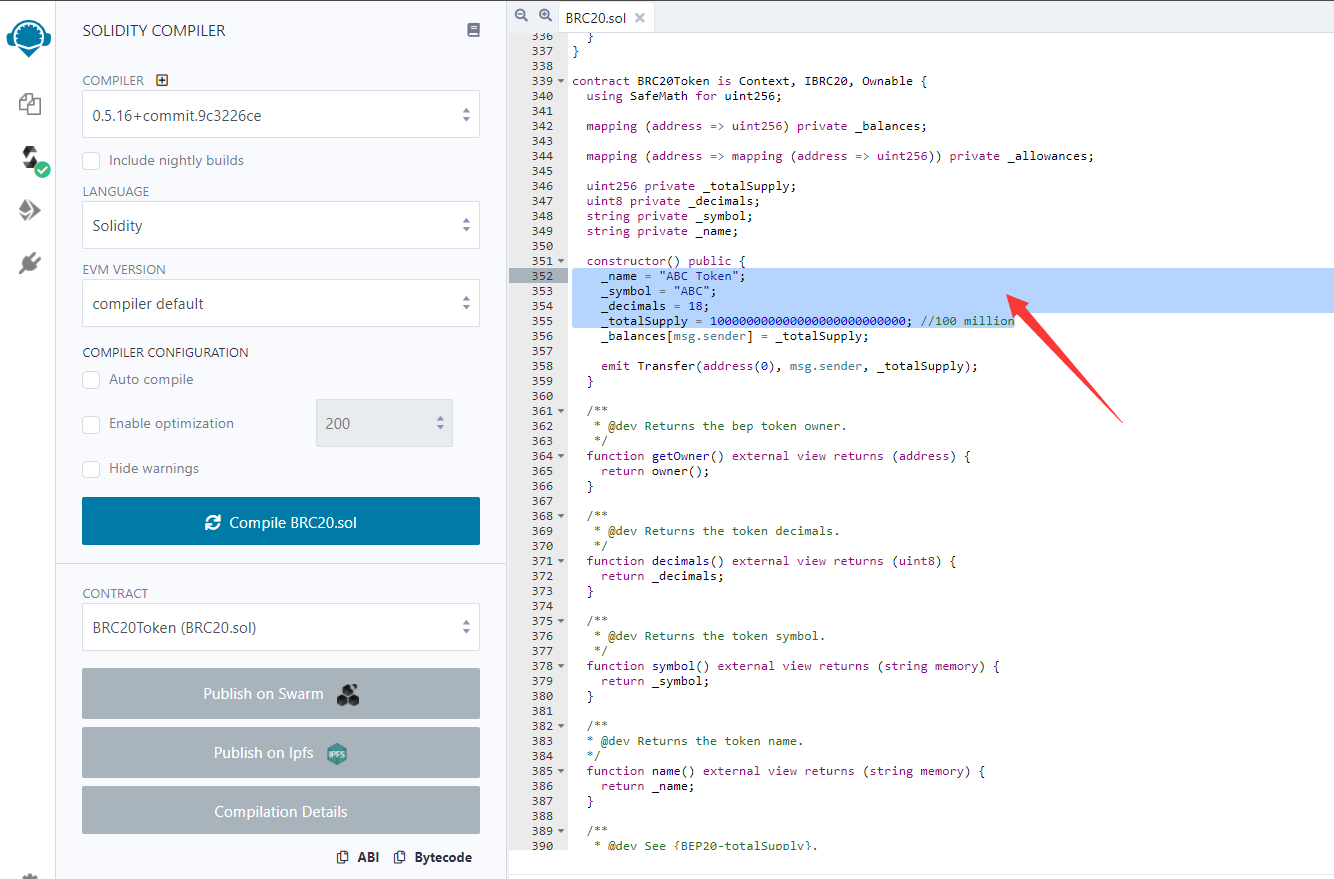 SOLIDITY COMPILER
COMPILER
0.5.16+commit.9c3226ce
Include nightly builds
LANGUAGE
Solidity
EVM VERSION
compiler default
COMPILER CONFIGURATION
Auto compile
Enable optimization
200
Hide warnings
Compile BRC20.sol
CONTRACT
BRC20Token (BRC20.sol)
Publish on Swarm
Publish on Ipfs
IPFS
Compilation Details
ABI
Bytecode
BRC20.sol
336 }
337 }
338
339 contract BRC20Token is Context, IBRC20, Ownable {
340 using SafeMath for uint256;
341
342 mapping (address => uint256) private _balances;
343
344 mapping (address => mapping (address => uint256)) private _allowances;
345
346 uint256 private _totalSupply;
347 uint8 private _decimals;
348 string private _symbol;
349 string private _name;
350
351 constructor() public {
352 _name = "ABC Token";
353 _symbol = "ABC";
354 _decimals = 18;
355 _totalSupply = 100000000000000000000000000; //100 million
356 _balances[msg.sender] = _totalSupply;
357
358 emit Transfer(address(0), msg.sender, _totalSupply);
359 }
360
361 /**
362 * @dev Returns the bep token owner.
363 */
364 function getOwner() external view returns (address) {
365 return owner();
366 }
367
368 /**
369 * @dev Returns the token decimals.
370 */
371 function decimals() external view returns (uint8) {
372 return _decimals;
373 }
374
375 /**
376 * @dev Returns the token symbol.
377 */
378 function symbol() external view returns (string memory) {
379 return _symbol;
380 }
381
382 /**
383 * @dev Returns the token name.
384 */
385 function name() external view returns (string memory) {
386 return _name;
387 }
388
389 /**
390 * @dev See {BEP20-totalSupply}.